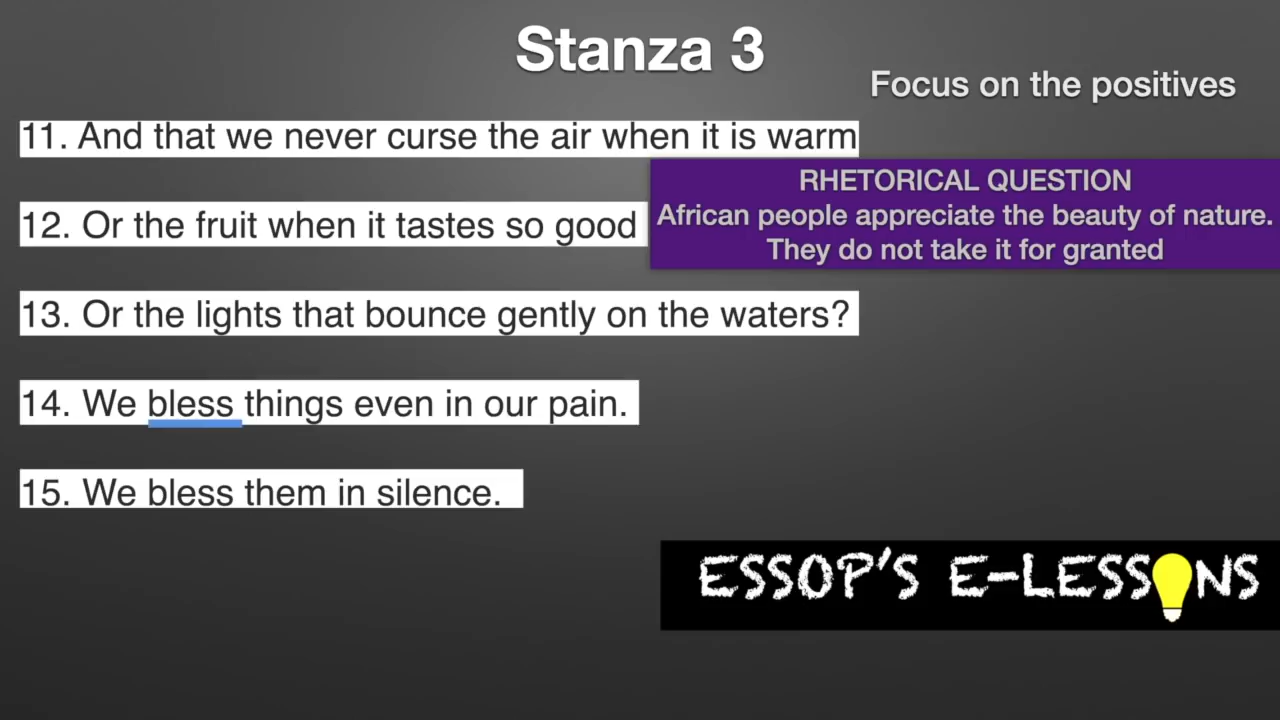 Stanza 3
Focus on the positives
11. And that we never curse the air when it is warm
RHETORICAL QUESTION
African people appreciate the beauty of nature.
They do not take it for granted
12. Or the fruit when it tastes so good
13. Or the lights that bounce gently on the waters?
14. We bless things even in our pain.
15. We bless them in silence.
ESSOP'S E-LESSONS